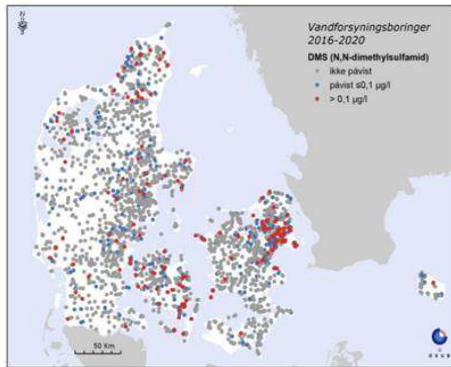 Vandforsyningsboringer
2016-2020
DMS (N,N-dimethylsulfamid)
ikke påvist
påvist ≤0,1 µg/l
> 0,1 µg/l
50 Km.
G E U S